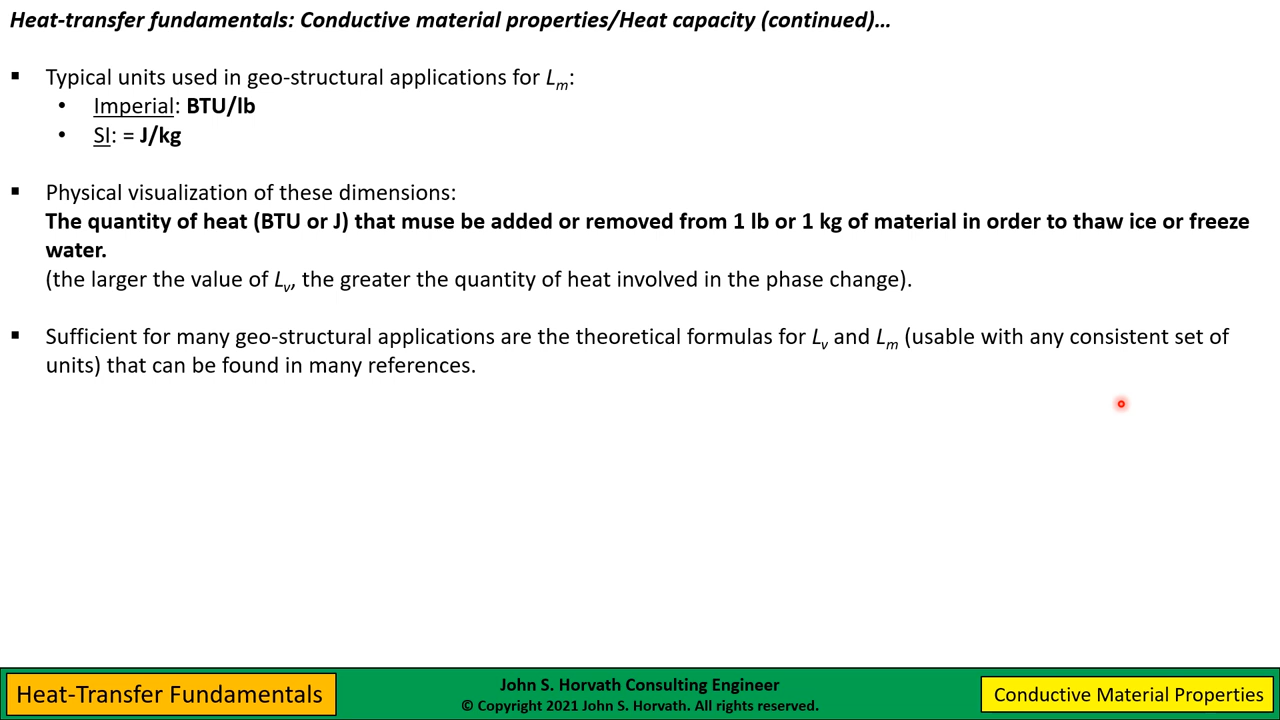 Heat-transfer fundamentals: Conductive material properties/Heat capacity (continued)…
▪ Typical units used in geo-structural applications for Lm:
• Imperial: BTU/lb
• SI: = J/kg
▪ Physical visualization of these dimensions:
The quantity of heat (BTU or J) that muse be added or removed from 1 lb or 1 kg of material in order to thaw ice or freeze
water.
(the larger the value of Lv, the greater the quantity of heat involved in the phase change).
▪ Sufficient for many geo-structural applications are the theoretical formulas for Lv and Lm (usable with any consistent set of
units) that can be found in many references.
Heat-Transfer Fundamentals
John S. Horvath Consulting Engineer
© Copyright 2021 John S. Horvath. All rights reserved.
Conductive Material Properties